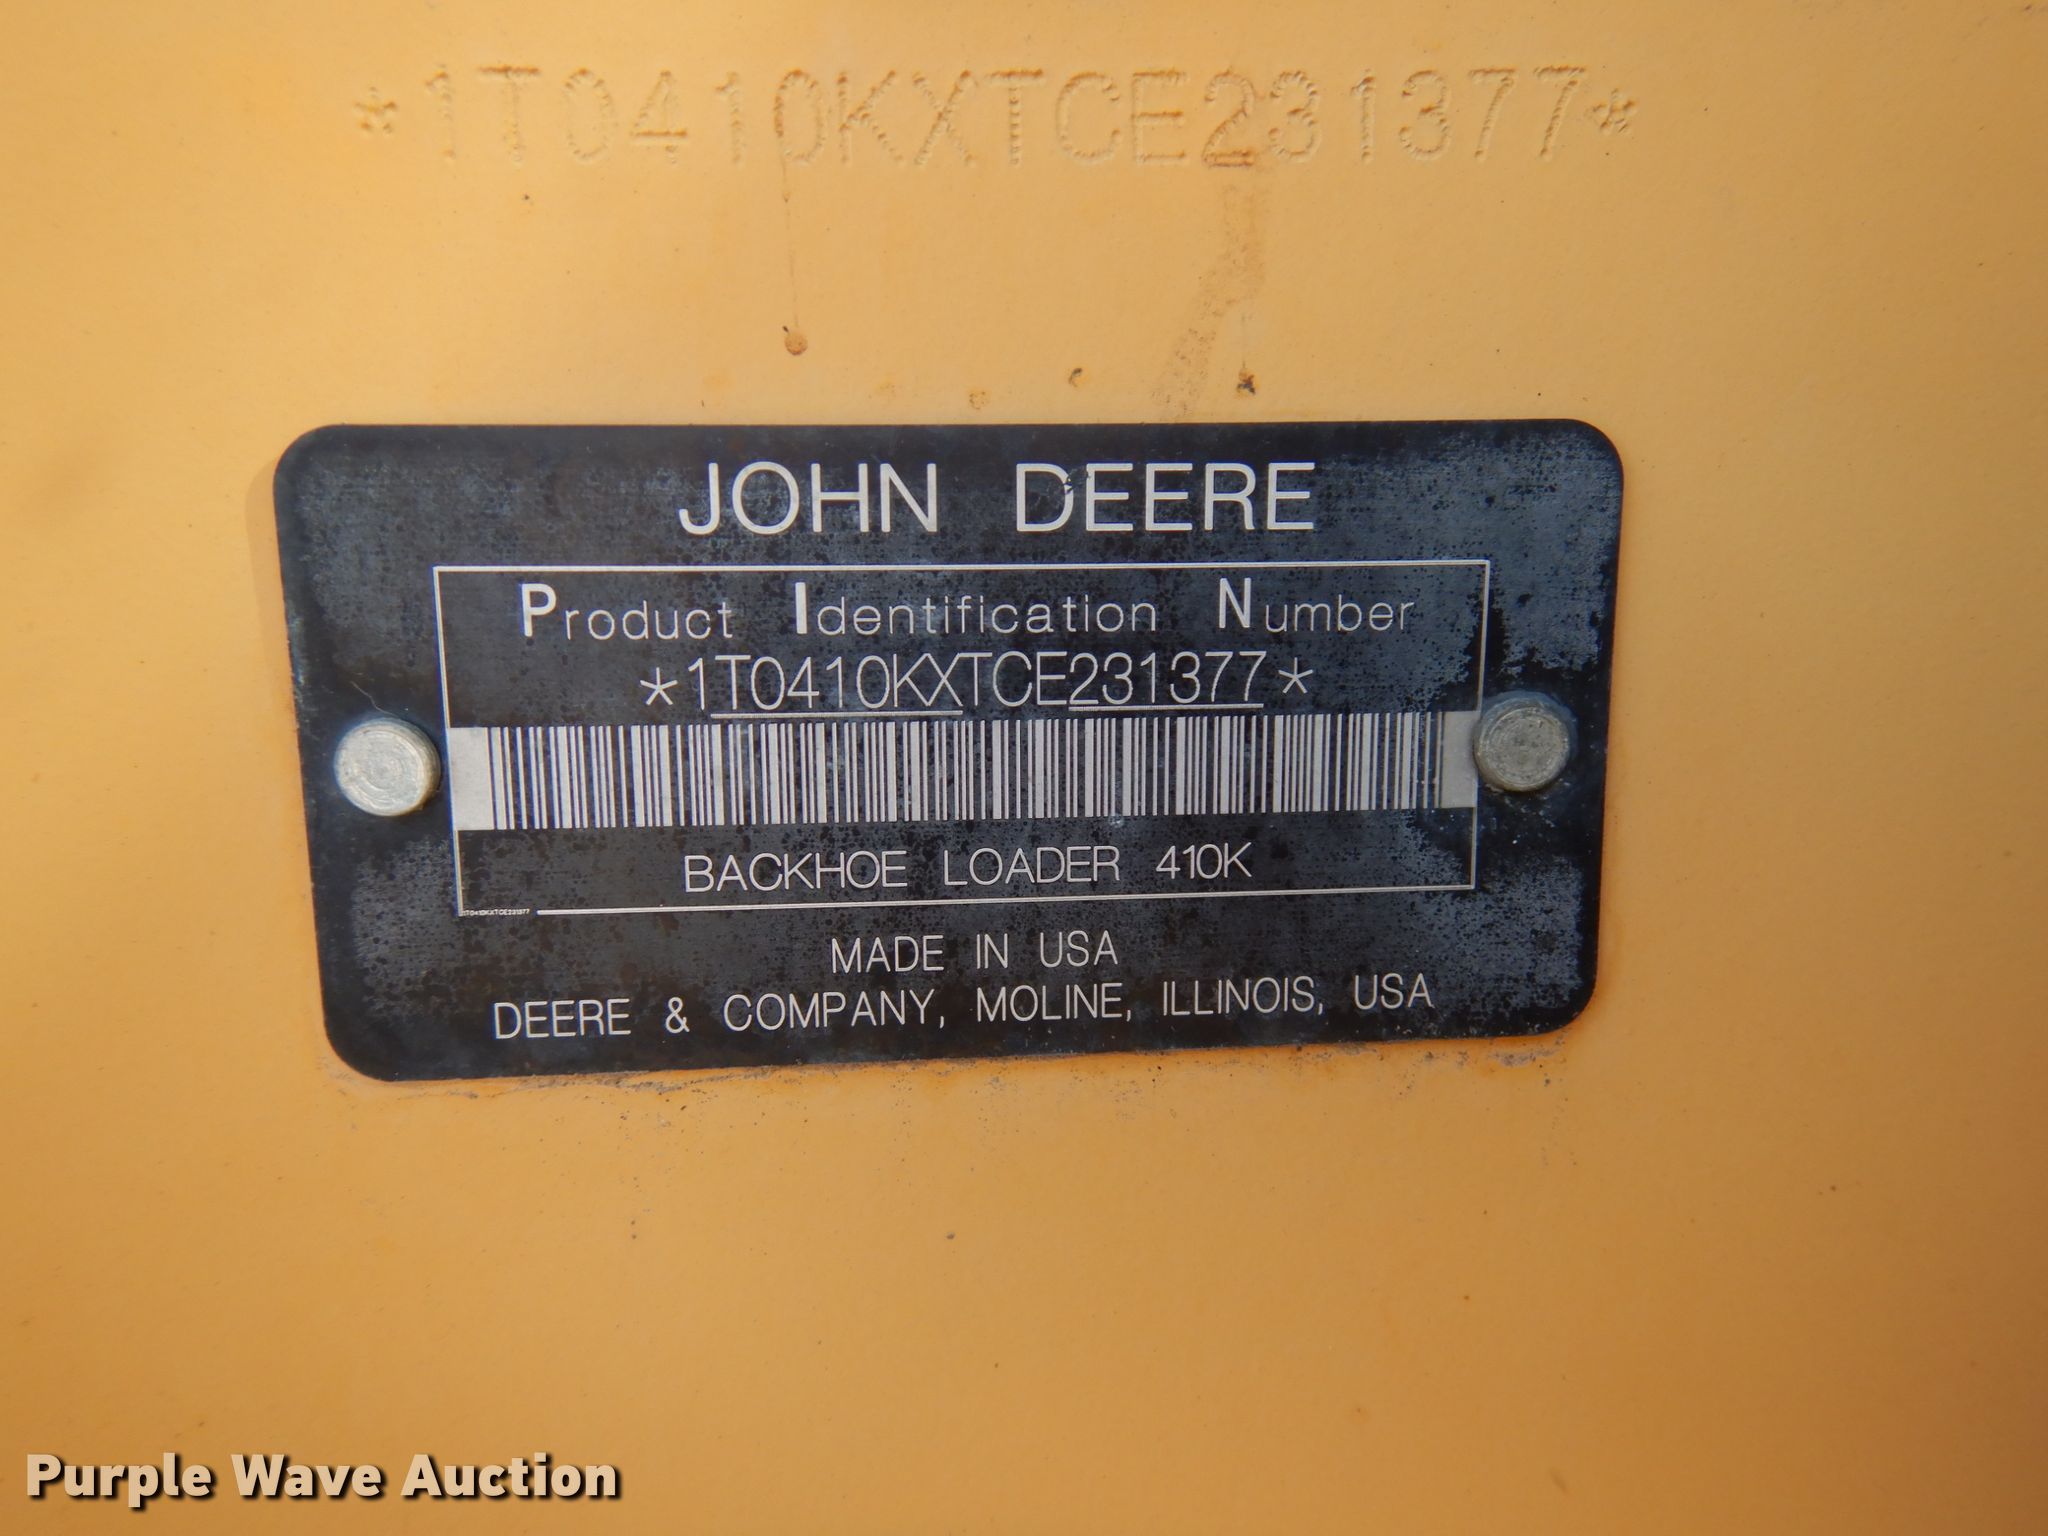 *1T0410KXTCE231377*
JOHN DEERE
Product Identification Number
*1T0410KXTCE231377*
BACKHOE LOADER 410K
1T0410KXTCE231377
MADE IN USA
DEERE & COMPANY, MOLINE, ILLINOIS, USA
Purple Wave Auction